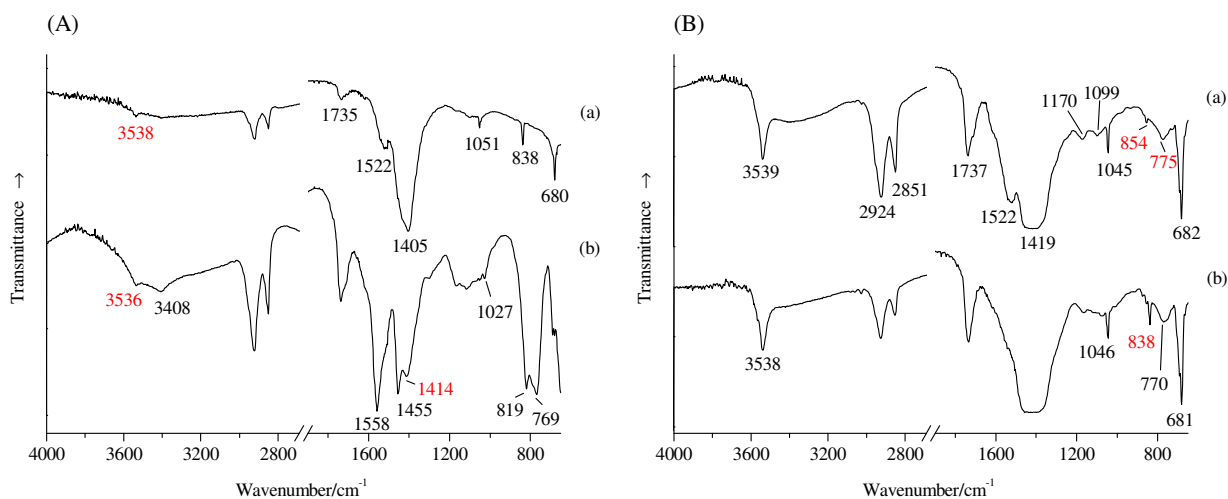 (A)
(a)
3538
1735
1522
1405
1051
838
680
(b)
3536
3408
1558
1455
1414
1027
819
769
Transmittance →
4000 3600 3200 2800 1600 1200 800
Wavenumber/cm⁻¹
(B)
(a)
3539
2924
2851
1737
1522
1419
1170
1099
1045
854
775
682
(b)
3538
1046
838
770
681
Transmittance →
4000 3600 3200 2800 1600 1200 800
Wavenumber/cm⁻¹